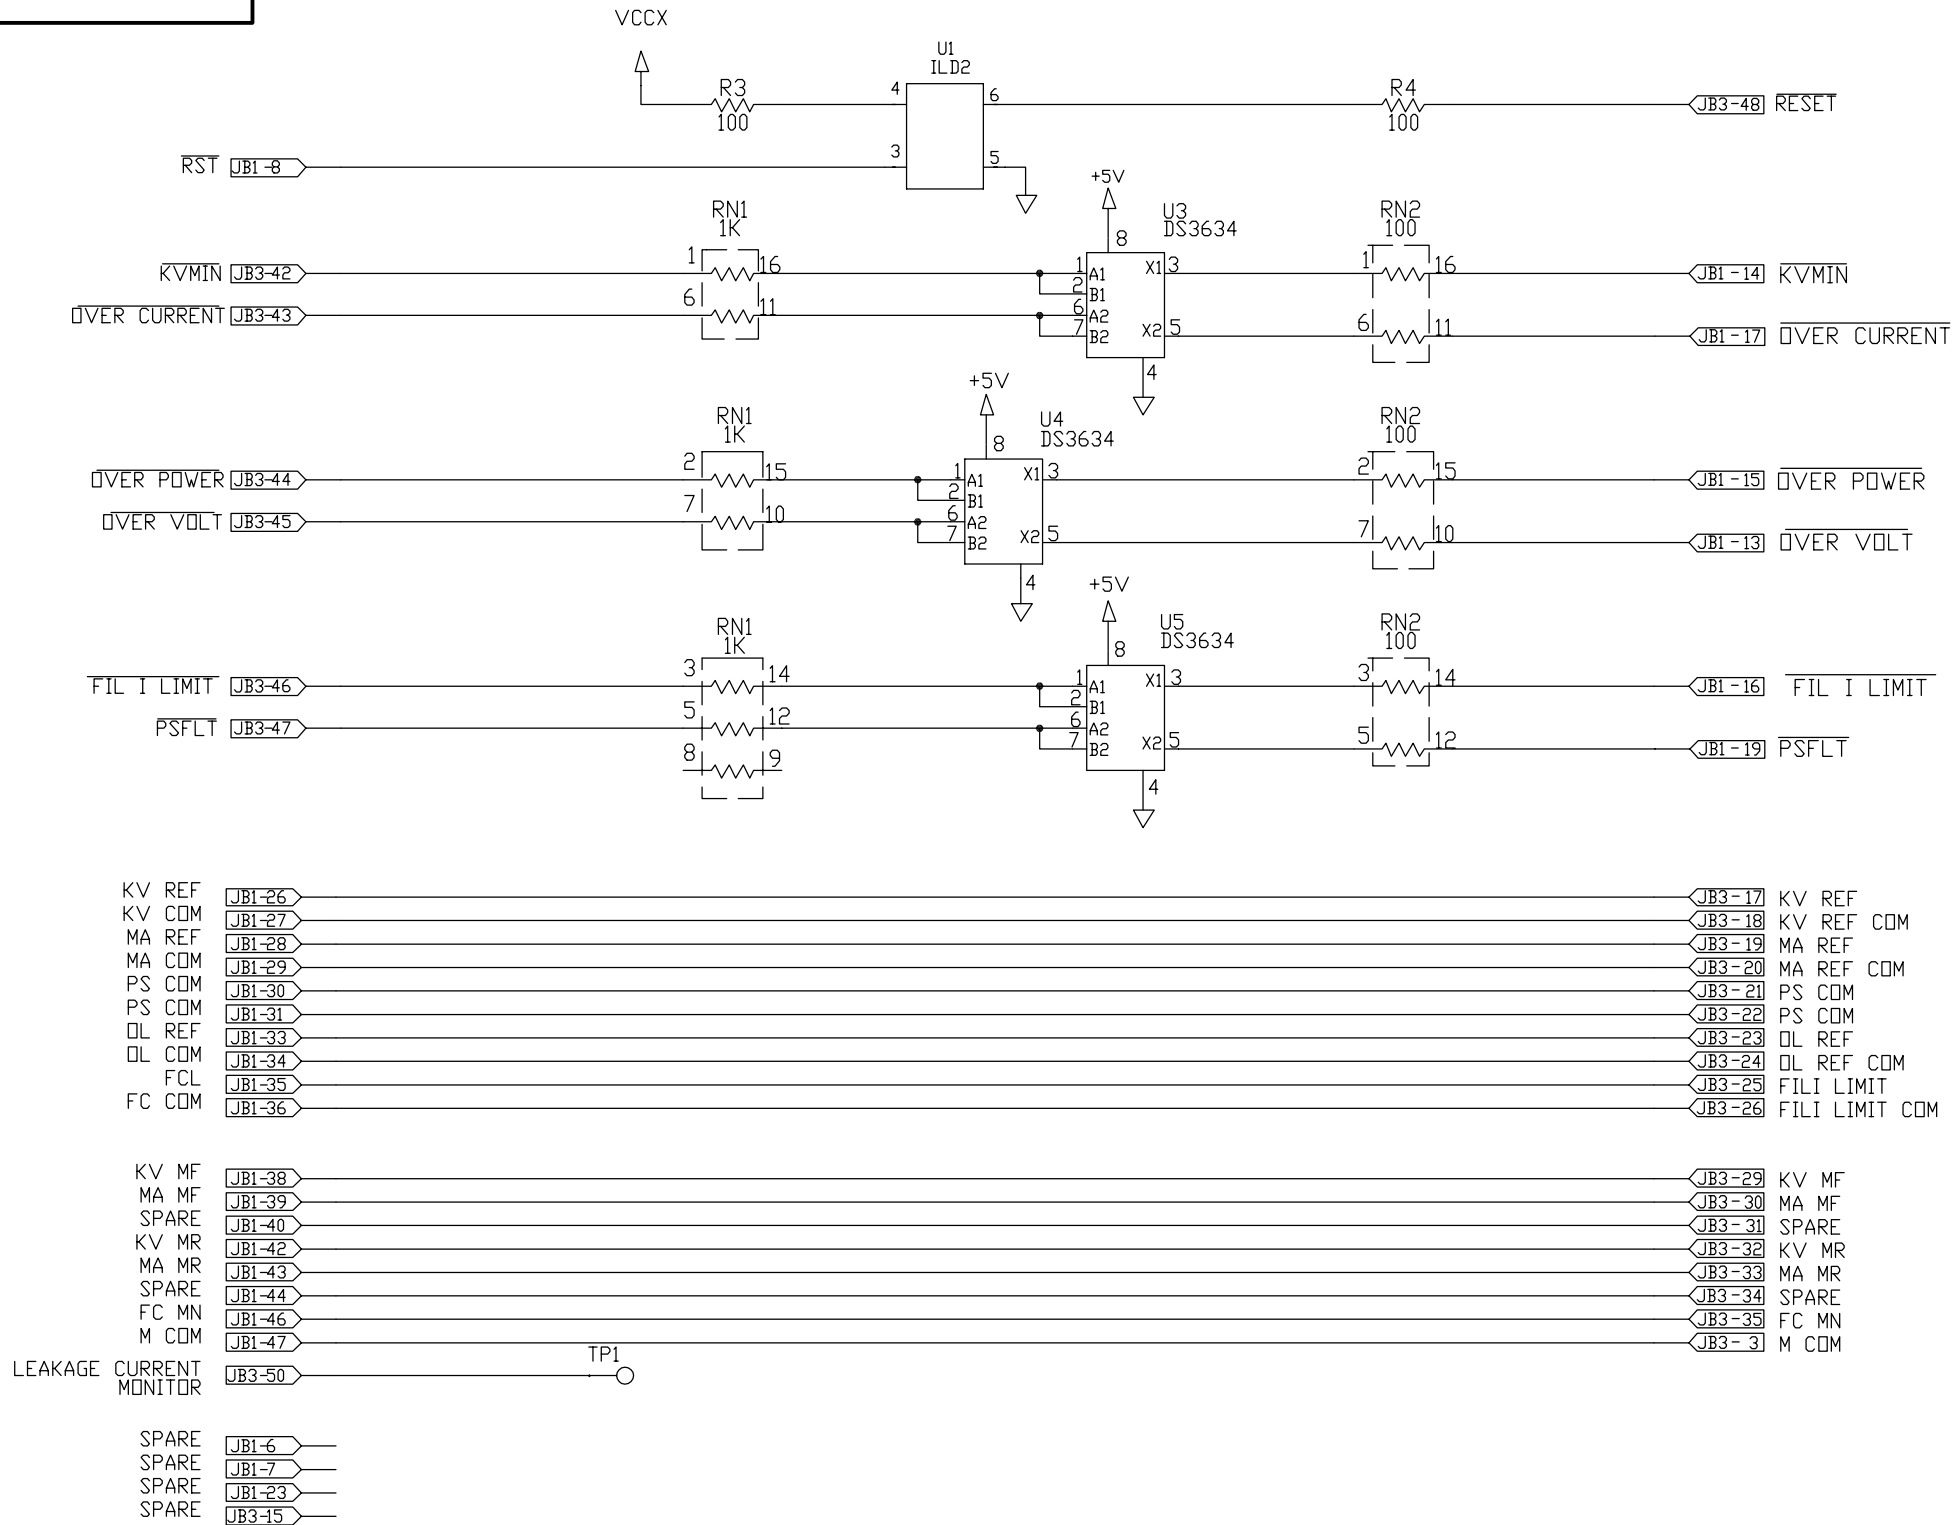 VCCX
U1
ILD2
R3
100
4
6
R4
100
JB3-48 RESET
3
5
RST JB1-8
+5V
RN1
1K
U3
DS3634
RN2
100
8
KVMIN JB3-42
1
16
1 A1
X1 3
1
16
JB1-14 KVMIN
2 B1
OVER CURRENT JB3-43
6
11
6 A2
7 B2
X2 5
6
11
JB1-17 OVER CURRENT
4
+5V
RN1
1K
U4
DS3634
RN2
100
8
OVER POWER JB3-44
2
15
1 A1
X1 3
2
15
JB1-15 OVER POWER
2 B1
OVER VOLT JB3-45
7
10
6 A2
7 B2
X2 5
7
10
JB1-13 OVER VOLT
4
+5V
RN1
1K
U5
DS3634
RN2
100
8
FIL I LIMIT JB3-46
3
14
1 A1
X1 3
3
14
JB1-16 FIL I LIMIT
2 B1
PSFLT JB3-47
5
12
6 A2
7 B2
X2 5
5
12
JB1-19 PSFLT
8
9
4
KV REF JB1-26
JB3-17 KV REF
KV COM JB1-27
JB3-18 KV REF COM
MA REF JB1-28
JB3-19 MA REF
MA COM JB1-29
JB3-20 MA REF COM
PS COM JB1-30
JB3-21 PS COM
PS COM JB1-31
JB3-22 PS COM
OL REF JB1-33
JB3-23 OL REF
OL COM JB1-34
JB3-24 OL REF COM
FCL JB1-35
JB3-25 FILI LIMIT
FC COM JB1-36
JB3-26 FILI LIMIT COM
KV MF JB1-38
JB3-29 KV MF
MA MF JB1-39
JB3-30 MA MF
SPARE JB1-40
JB3-31 SPARE
KV MR JB1-42
JB3-32 KV MR
MA MR JB1-43
JB3-33 MA MR
SPARE JB1-44
JB3-34 SPARE
FC MN JB1-46
JB3-35 FC MN
M COM JB1-47
JB3-3 M COM
TP1
LEAKAGE CURRENT
MONITOR
JB3-50
SPARE JB1-6
SPARE JB1-7
SPARE JB1-23
SPARE JB3-15